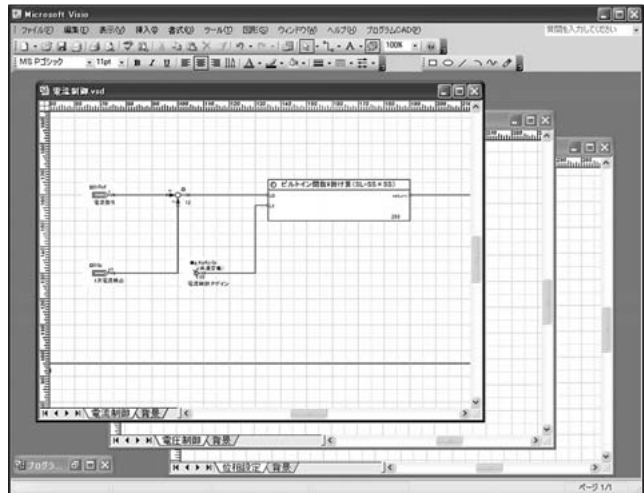 Microsoft Visio
ファイル(F) 編集(E) 表示(V) 挿入(I) 書式(O) ツール(T) 図形(S) ウィンドウ(W) ヘルプ(H) プログラムCAD(P)
質問を入力してください
100%
MS Pゴシック 11pt B I U
電流制御.vsd
ビルトイン関数¥掛け算(SL=SS*SS)
電流指令
12
1次電流検出
電流制御Pゲイン
電流制御 背景
電圧制御 背景
プログラ...
位相設定 背景
ページ 1/1